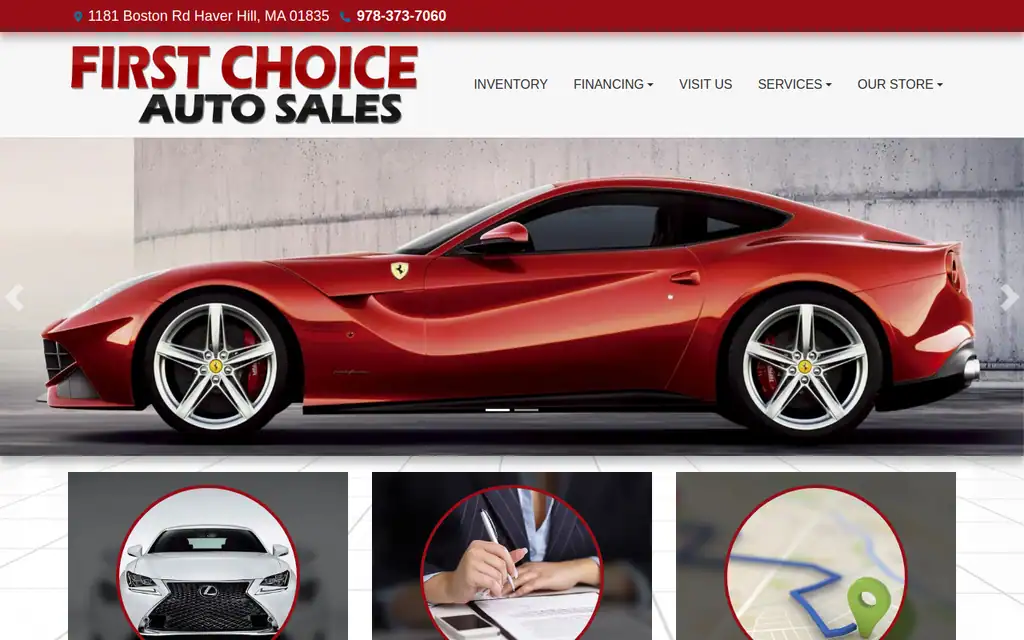 1181 Boston Rd Haver Hill, MA 01835 978-373-7060
FIRST CHOICE
AUTO SALES
INVENTORY FINANCING VISIT US SERVICES OUR STORE